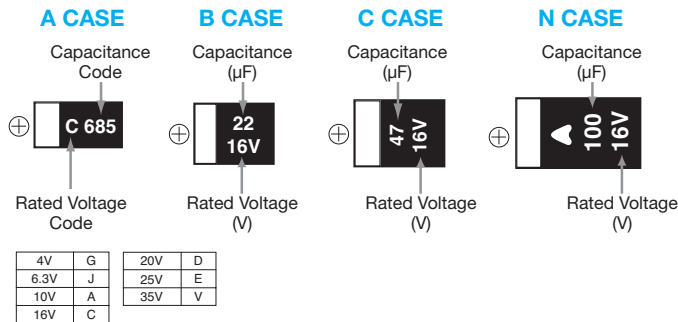 A CASE
Capacitance
Code
C 685
Rated Voltage
Code
B CASE
Capacitance
(µF)
22
16V
Rated Voltage
(V)
C CASE
Capacitance
(µF)
47
16V
Rated Voltage
(V)
N CASE
Capacitance
(µF)
100
16V
Rated Voltage
(V)
4V G
6.3V J
10V A
16V C
20V D
25V E
35V V